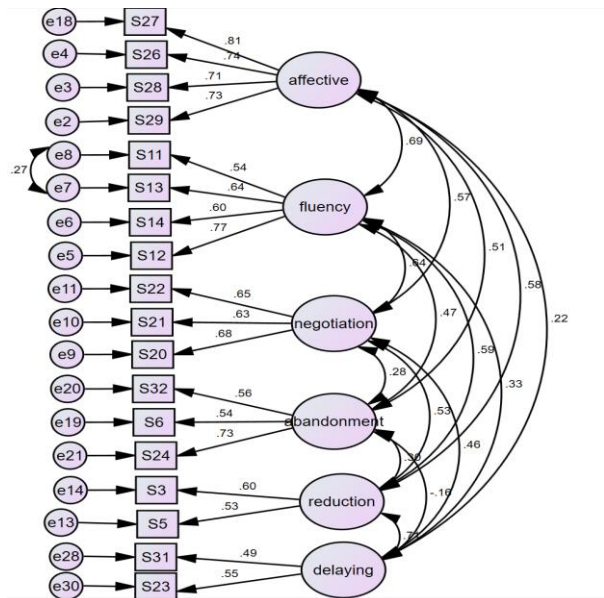 e18 S27 .81
e4 S26 .74 affective
e3 S28 .71
e2 S29 .73
e8 S11 .54 .69
.27
e7 S13 .64 .57
e6 S14 .60 fluency
e5 S12 .77 .51
.64 .58
e11 S22 .65 .47 .22
e10 S21 .63 negotiation
e9 S20 .68 .59 .33
.28
e20 S32 .56 .53
e19 S6 .54 abandonment .46
e21 S24 .73 .30
e14 S3 .60 reduction -.16
e13 S5 .53
e28 S31 .49
e30 S23 .55 delaying